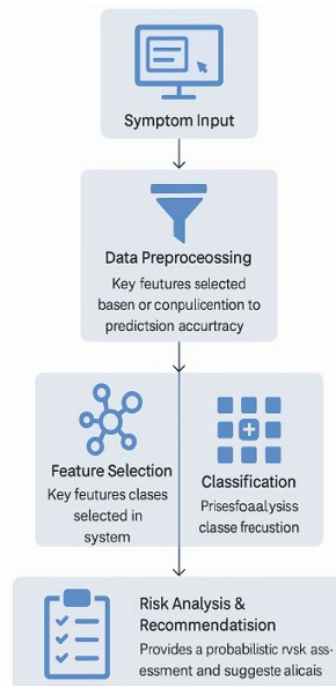 Symptom Input
Data Preproceossing
Key feutures selected
basen or conpulicention to
predictsion accurtracy
Feature Selection
Key feutures clases
selected in
system
Classification
Prisesfoaalysiss
classe frecustion
Risk Analysis &
Recommendatision
Provides a probabilistic rvsk ass-
essment and suggeste alicais